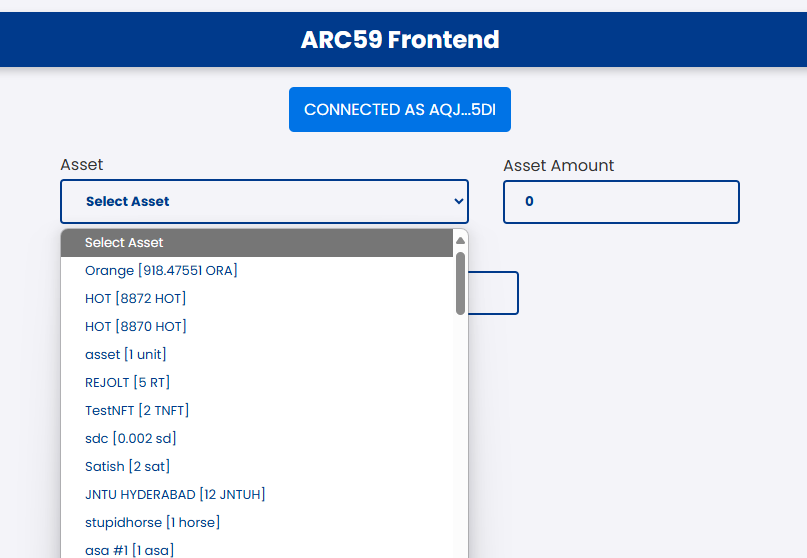 ARC59 Frontend
CONNECTED AS AQJ...5DI
Asset
Asset Amount
Select Asset
0
Select Asset
Orange [918.47551 ORA]
HOT [8872 HOT]
HOT [8870 HOT]
asset [1 unit]
REJOLT [5 RT]
TestNFT [2 TNFT]
sdc [0.002 sd]
Satish [2 sat]
JNTU HYDERABAD [12 JNTUH]
stupidhorse [1 horse]
asa #1 [1 asa]